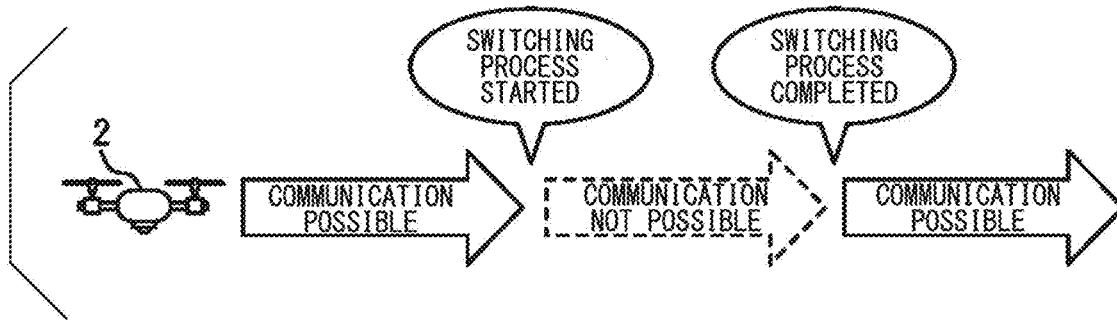 SWITCHING
PROCESS
STARTED
SWITCHING
PROCESS
COMPLETED
2
COMMUNICATION
POSSIBLE
COMMUNICATION
NOT POSSIBLE
COMMUNICATION
POSSIBLE